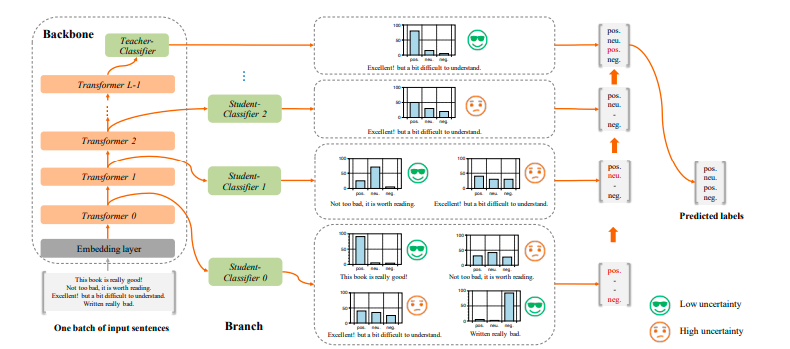 Backbone
Teacher-
Classifier
Transformer L-1
Transformer 2
Transformer 1
Transformer 0
Embedding layer
This book is really good!
Not too bad, it is worth reading.
Excellent! but a bit difficult to understand.
Written really bad.
One batch of input sentences
Branch
Student-
Classifier 2
Student-
Classifier 1
Student-
Classifier 0
100
50
0
pos. neu. neg.
Excellent! but a bit difficult to understand.
100
50
0
pos. neu. neg.
Excellent! but a bit difficult to understand.
100
50
0
pos. neu. neg.
Not too bad, it is worth reading.
100
50
0
pos. neu. neg.
Excellent! but a bit difficult to understand.
100
50
0
pos. neu. neg.
This book is really good!
100
50
0
pos. neu. neg.
Not too bad, it is worth reading.
100
50
0
pos. neu. neg.
Excellent! but a bit difficult to understand.
100
50
0
pos. neu. neg.
Written really bad.
pos.
neu.
pos.
neg.
pos.
neu.
-
neg.
pos.
neu.
-
neg.
pos.
-
-
neg.
pos.
neu.
pos.
neg.
Predicted labels
Low uncertainty
High uncertainty